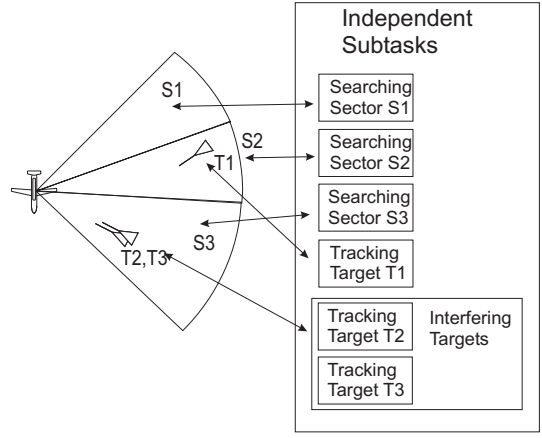 Independent
Subtasks
S1
S2
T1
T2,T3
S3
Searching
Sector S1
Searching
Sector S2
Searching
Sector S3
Tracking
Target T1
Tracking
Target T2
Interfering
Targets
Tracking
Target T3